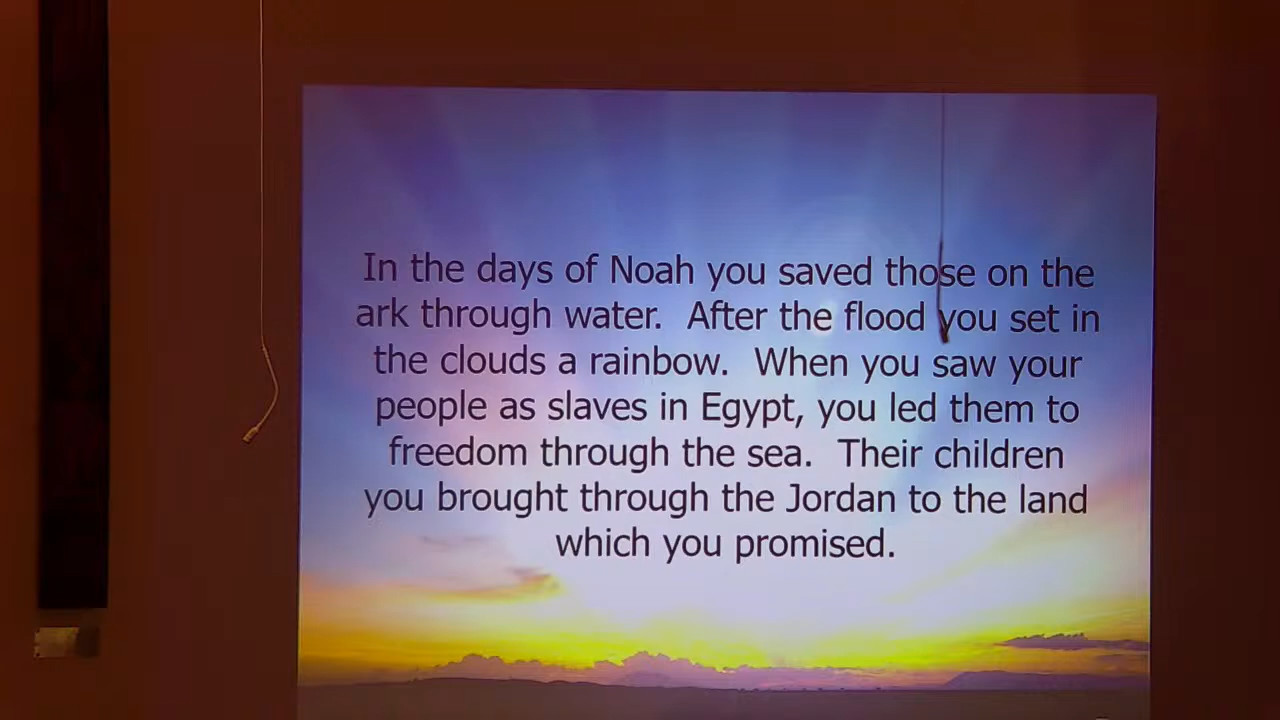 In the days of Noah you saved those on the
ark through water.  After the flood you set in
the clouds a rainbow.  When you saw your
people as slaves in Egypt, you led them to
freedom through the sea.  Their children
you brought through the Jordan to the land
which you promised.